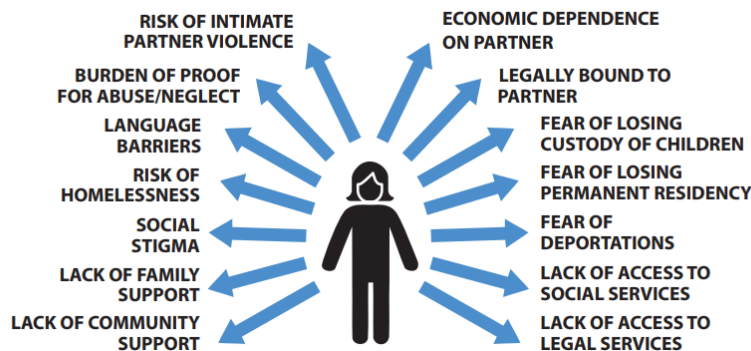 RISK OF INTIMATE
PARTNER VIOLENCE
BURDEN OF PROOF
FOR ABUSE/NEGLECT
LANGUAGE
BARRIERS
RISK OF
HOMELESSNESS
SOCIAL
STIGMA
LACK OF FAMILY
SUPPORT
LACK OF COMMUNITY
SUPPORT
ECONOMIC DEPENDENCE
ON PARTNER
LEGALLY BOUND TO
PARTNER
FEAR OF LOSING
CUSTODY OF CHILDREN
FEAR OF LOSING
PERMANENT RESIDENCY
FEAR OF
DEPORTATIONS
LACK OF ACCESS TO
SOCIAL SERVICES
LACK OF ACCESS TO
LEGAL SERVICES